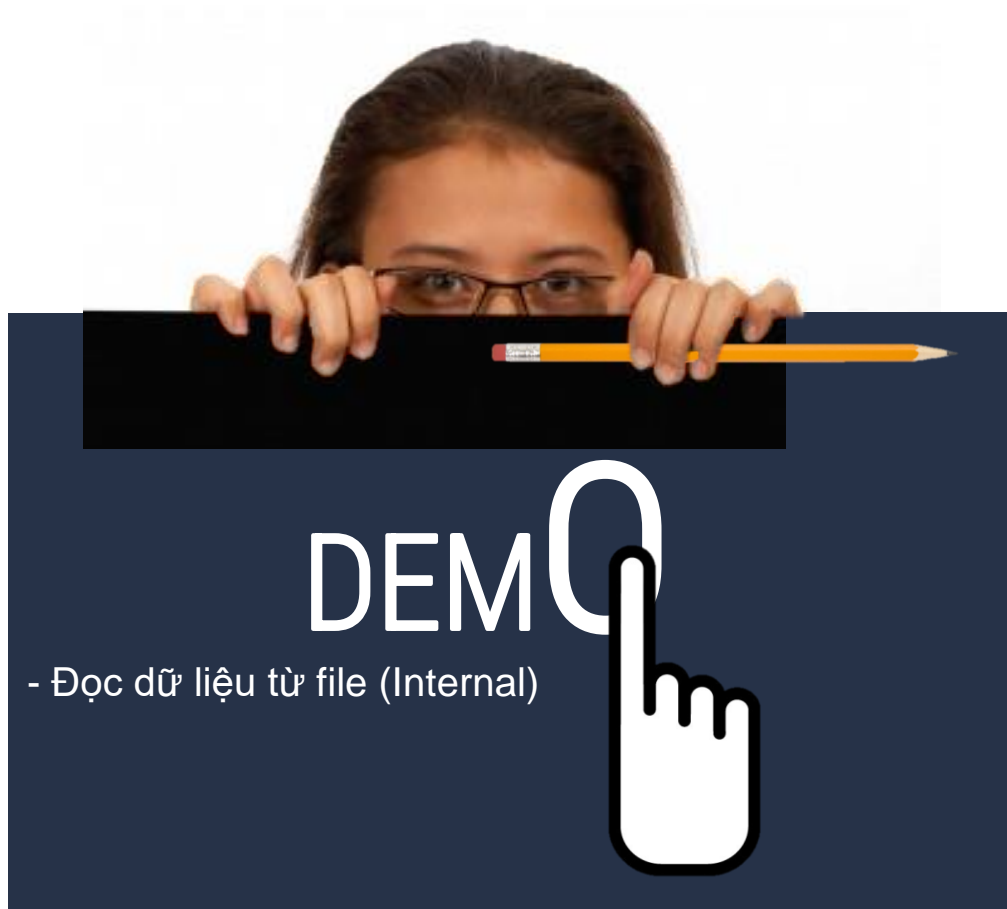 DEMO
- Đọc dữ liệu từ file (Internal)